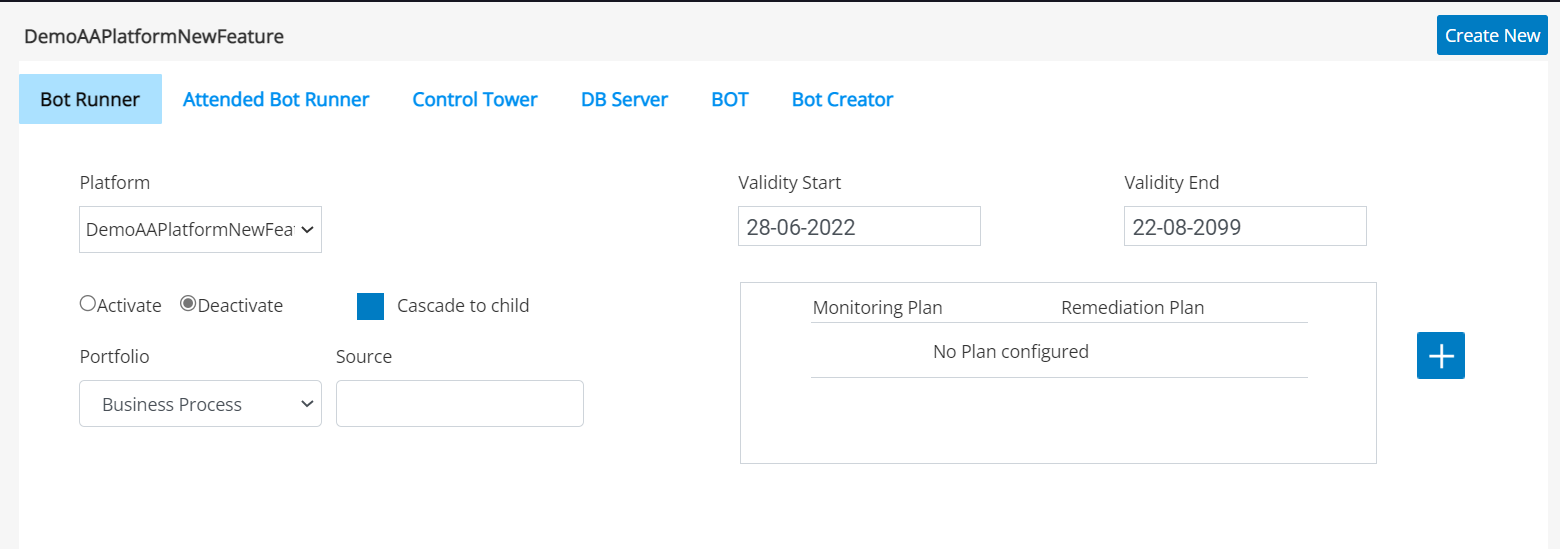 DemoAAPlatformNewFeature
Create New
Bot Runner Attended Bot Runner Control Tower DB Server BOT Bot Creator
Platform Validity Start Validity End
DemoAAPlatformNewFea 28-06-2022 22-08-2099
Activate Deactivate Cascade to child
Monitoring Plan Remediation Plan
No Plan configured
Portfolio Source
Business Process